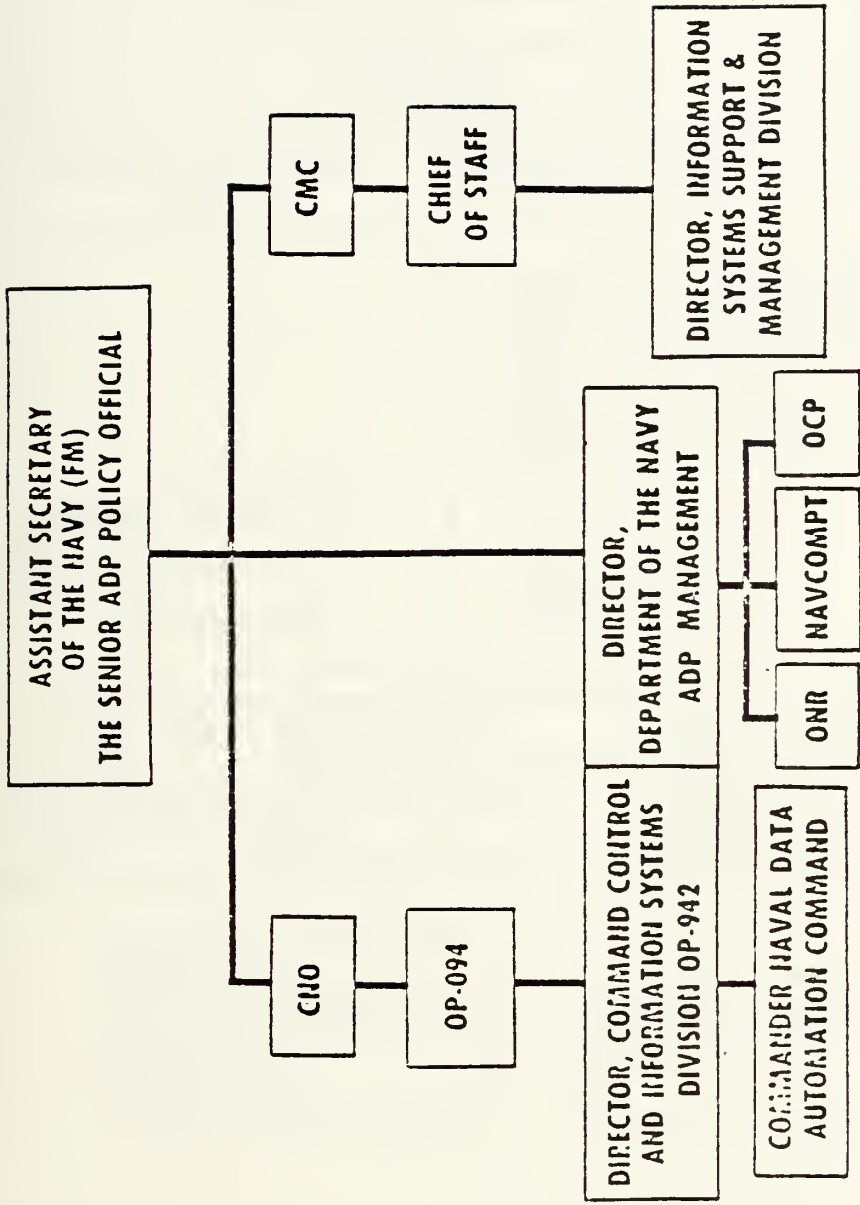 ASSISTANT SECRETARY
OF THE NAVY (FM)
THE SENIOR ADP POLICY OFFICIAL
CNO
CMC
OP-094
CHIEF
OF STAFF
DIRECTOR, COMMAND CONTROL
AND INFORMATION SYSTEMS
DIVISION OP-942
DIRECTOR,
DEPARTMENT OF THE NAVY
ADP MANAGEMENT
DIRECTOR, INFORMATION
SYSTEMS SUPPORT &
MANAGEMENT DIVISION
COMMANDER NAVAL DATA
AUTOMATION COMMAND
ONR
NAVCOMPT
OCP